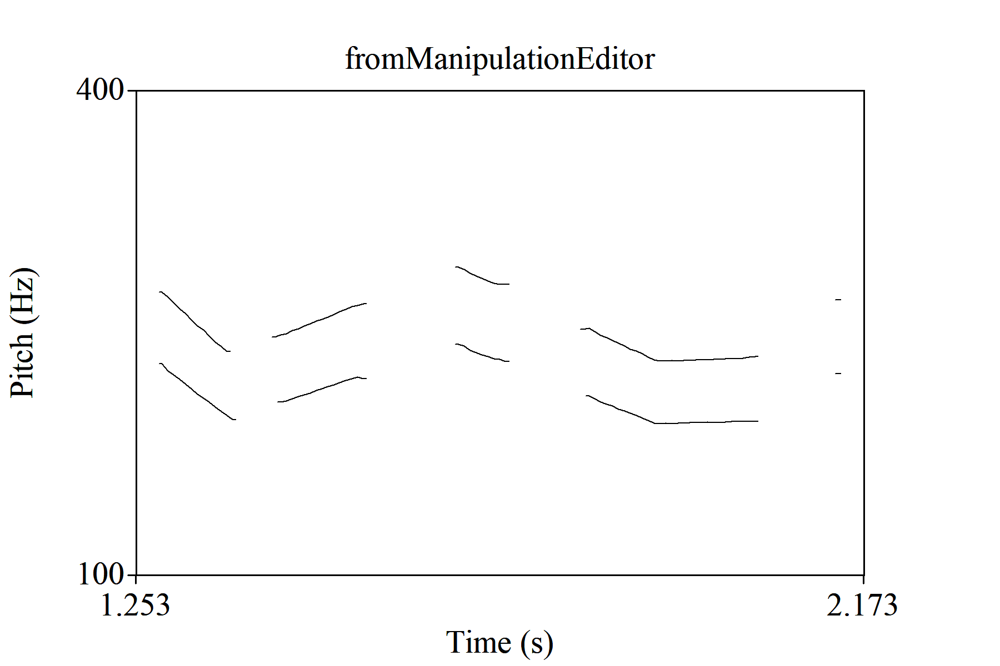 fromManipulationEditor
400
Pitch (Hz)
100
1.253
2.173
Time (s)